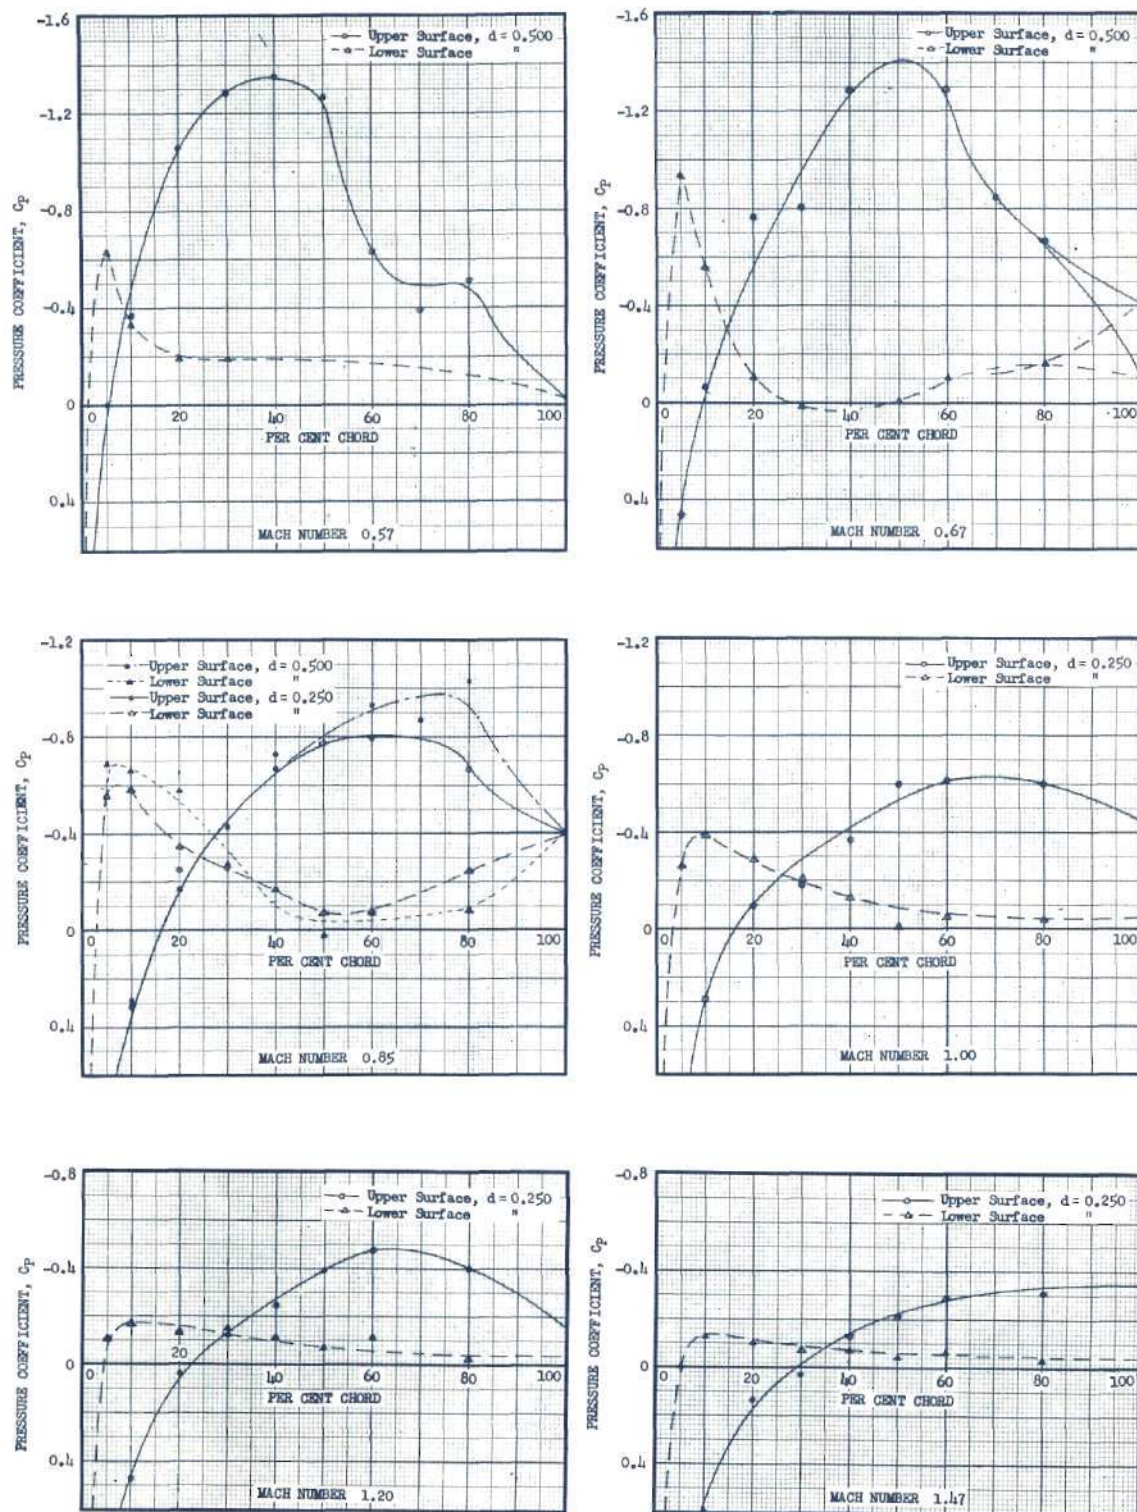 -1.6
Upper Surface, d = 0.500
Lower Surface "
-1.2
-0.8
-0.4
0
0.4
PRESSURE COEFFICIENT, Cp
0 20 40 60 80 100
PER CENT CHORD
MACH NUMBER 0.57
-1.6
Upper Surface, d = 0.500
Lower Surface "
-1.2
-0.8
-0.4
0
0.4
PRESSURE COEFFICIENT, Cp
0 20 40 60 80 100
PER CENT CHORD
MACH NUMBER 0.67
-1.2
Upper Surface, d = 0.500
Lower Surface "
Upper Surface, d = 0.250
Lower Surface "
-0.8
-0.4
0
0.4
PRESSURE COEFFICIENT, Cp
0 20 40 60 80 100
PER CENT CHORD
MACH NUMBER 0.85
-1.2
Upper Surface, d = 0.250
Lower Surface "
-0.8
-0.4
0
0.4
PRESSURE COEFFICIENT, Cp
0 20 40 60 80 100
PER CENT CHORD
MACH NUMBER 1.00
-0.8
Upper Surface, d = 0.250
Lower Surface "
-0.4
0
0.4
PRESSURE COEFFICIENT, Cp
0 20 40 60 80 100
PER CENT CHORD
MACH NUMBER 1.20
-0.8
Upper Surface, d = 0.250
Lower Surface "
-0.4
0
0.4
PRESSURE COEFFICIENT, Cp
0 20 40 60 80 100
PER CENT CHORD
MACH NUMBER 1.47